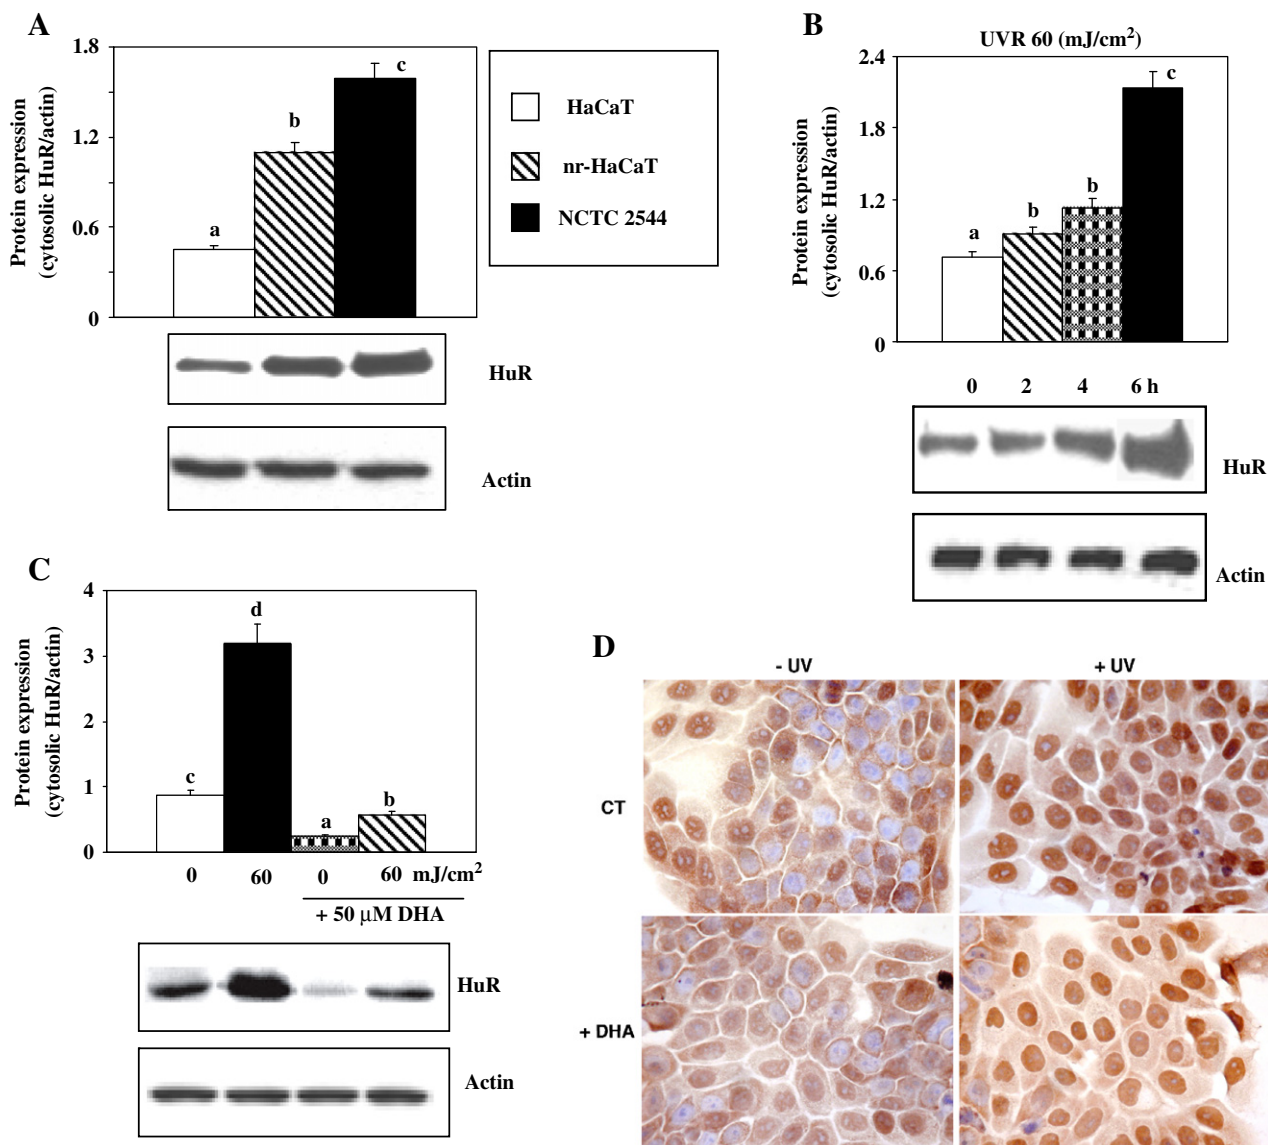 A
Protein expression
(cytosolic HuR/actin)
1.8
1.2
0.6
0
a
b
c
HaCaT
nr-HaCaT
NCTC 2544
HuR
Actin
B
UVR 60 (mJ/cm²)
Protein expression
(cytosolic HuR/actin)
2.4
1.8
1.2
0.6
0
a
b
b
c
0 2 4 6 h
HuR
Actin
C
Protein expression
(cytosolic HuR/actin)
4
3
2
1
0
c
d
a
b
0 60 0 60 mJ/cm²
+ 50 µM DHA
HuR
Actin
D
- UV + UV
CT
+ DHA